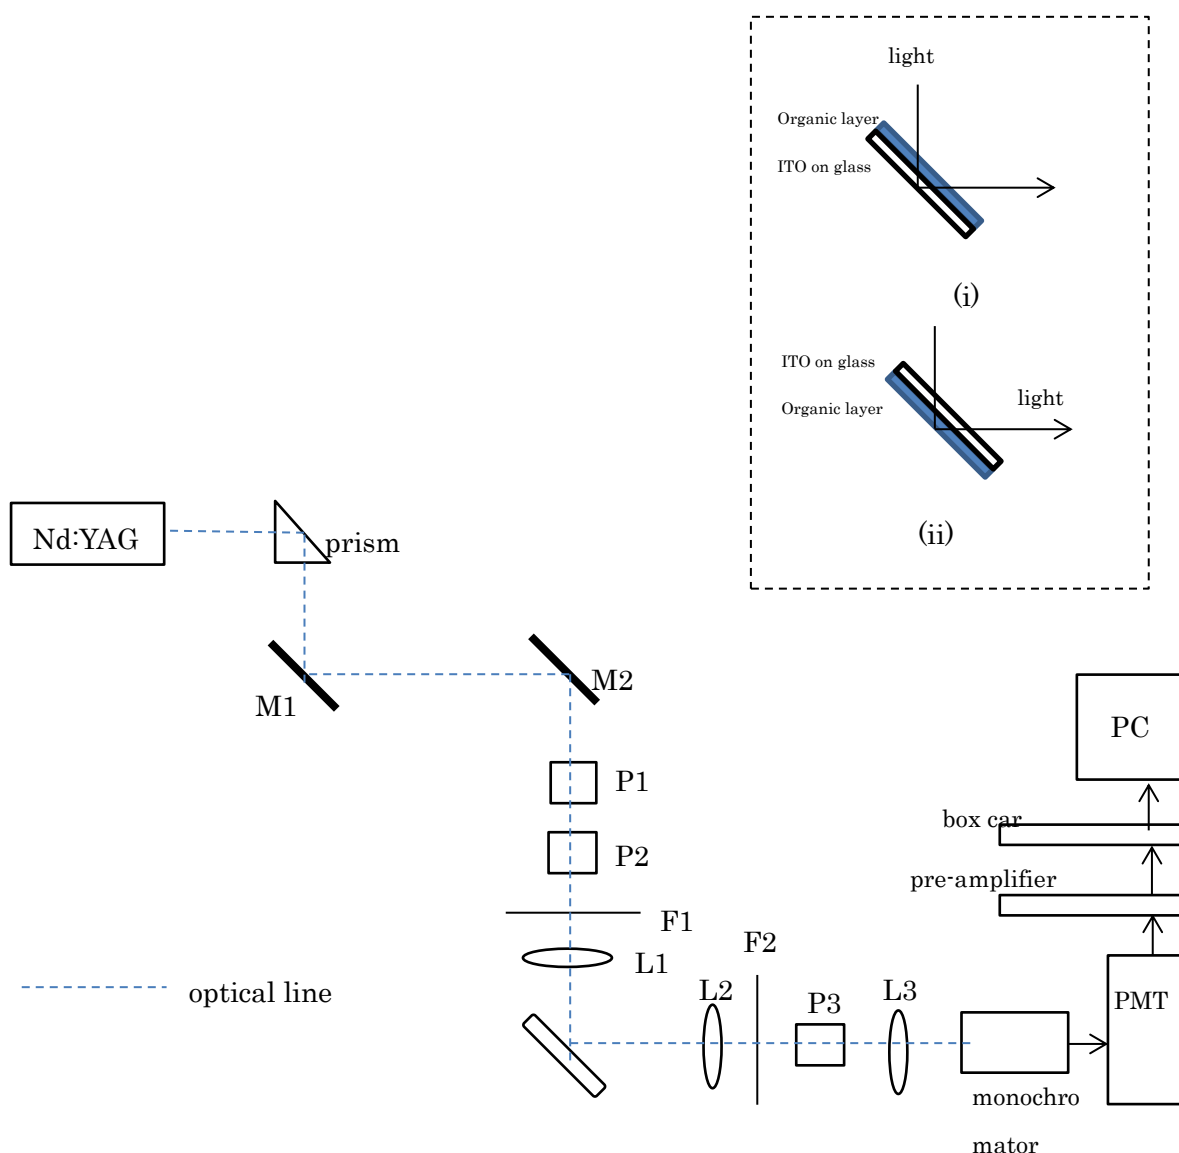 light
Organic layer
ITO on glass
(i)
ITO on glass
light
Organic layer
(ii)
Nd:YAG
prism
M1
M2
PC
P1
box car
P2
pre-amplifier
F1
F2
L1
optical line
L2
P3
L3
PMT
monochro
mator